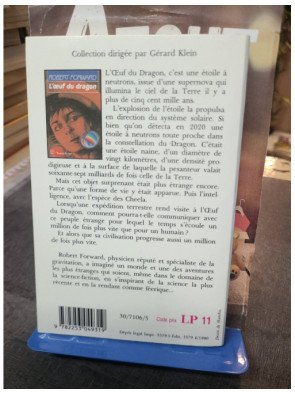 Collection dirigée par Gérard Klein
ROBERT FORWARD
L'œuf du dragon
L'Œuf du Dragon, c'est une étoile à
neutrons, issue d'une supernova qui
illumina le ciel de la Terre il y a
plus de cinq cent mille ans.
L'explosion de l'étoile la propulsa
en direction du système solaire. Si
bien qu'on détecta en 2020 une
étoile à neutrons toute proche dans
la constellation du Dragon. C'était
une étoile naine, d'un diamètre de
vingt kilomètres, d'une densité pro-
digieuse et à la surface de laquelle la pesanteur valait
soixante-sept milliards de fois celle de la Terre.
Mais cet objet surprenant était plus étrange encore.
Parce qu'une forme de vie y était apparue. Puis l'intel-
ligence, avec l'espèce des Cheela.
Lorsqu'une expédition terrestre rend visite à l'Œuf
du Dragon, comment pourra-t-elle communiquer avec
ce peuple étrange pour lequel le temps s'écoule un
million de fois plus vite que pour un humain ?
Et alors que sa civilisation progresse aussi un million
de fois plus vite.
Robert Forward, physicien réputé et spécialiste de la
gravitation, a imaginé un monde et une des aventures
les plus étranges qui soient, même dans le domaine de
la science-fiction, en s'inspirant de la science la plus
récente et en la rendant comme féerique...
30/7106/5
Code prix LP 11
9 782253 049319